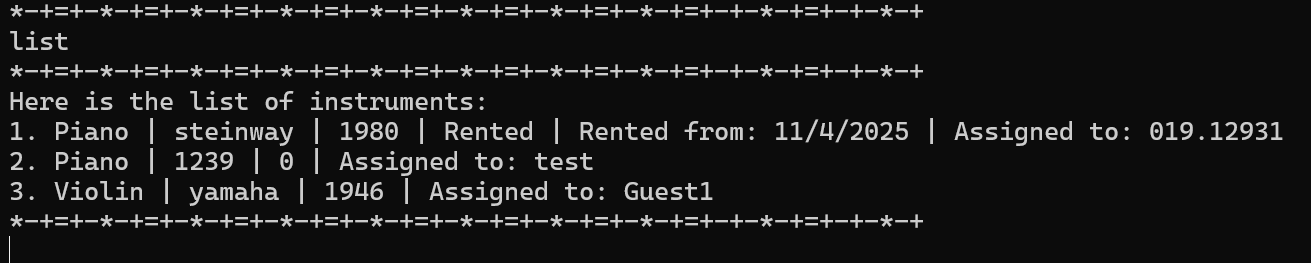 *-+=+-*-+=+-*-+=+-*-+=+-*-+=+-*-+=+-*-+=+-*-+=+-*-+-*-+=+-+-*-+
list
*-+=+-*-+=+-*-+=+-*-+=+-*-+=+-*-+=+-*-+=+-*-+=+-+-*-+=+-+-*-+
Here is the list of instruments:
1. Piano | steinway | 1980 | Rented | Rented from: 11/4/2025 | Assigned to: 019.12931
2. Piano | 1239 | 0 | Assigned to: test
3. Violin | yamaha | 1946 | Assigned to: Guest1
*-+=+-*-+=+-*-+=+-*-+=+-*-+=+-*-+=+-*-+=+-*-+=+-+-*-+=+-+-*-+